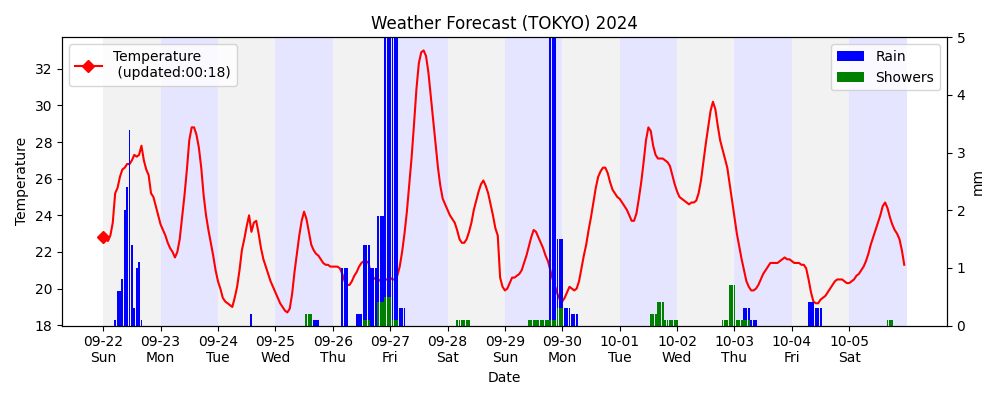 Weather Forecast (TOKYO) 2024
Temperature
(updated:00:18)
Rain
Showers
Temperature
32
30
28
26
24
22
20
18
5
4
3
2
1
0
mm
09-22 09-23 09-24 09-25 09-26 09-27 09-28 09-29 09-30 10-01 10-02 10-03 10-04 10-05
Sun Mon Tue Wed Thu Fri Sat Sun Mon Tue Wed Thu Fri Sat
Date